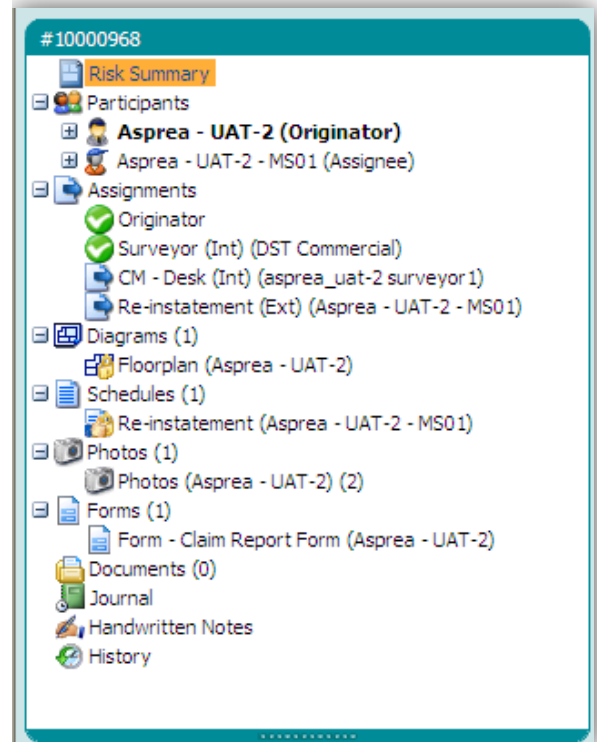 #10000968
Risk Summary
Participants
Asprea - UAT-2 (Originator)
Asprea - UAT-2 - MS01 (Assignee)
Assignments
Originator
Surveyor (Int) (DST Commercial)
CM - Desk (Int) (asprea_uat-2 surveyor1)
Re-instatement (Ext) (Asprea - UAT-2 - MS01)
Diagrams (1)
Floorplan (Asprea - UAT-2)
Schedules (1)
Re-instatement (Asprea - UAT-2 - MS01)
Photos (1)
Photos (Asprea - UAT-2) (2)
Forms (1)
Form - Claim Report Form (Asprea - UAT-2)
Documents (0)
Journal
Handwritten Notes
History